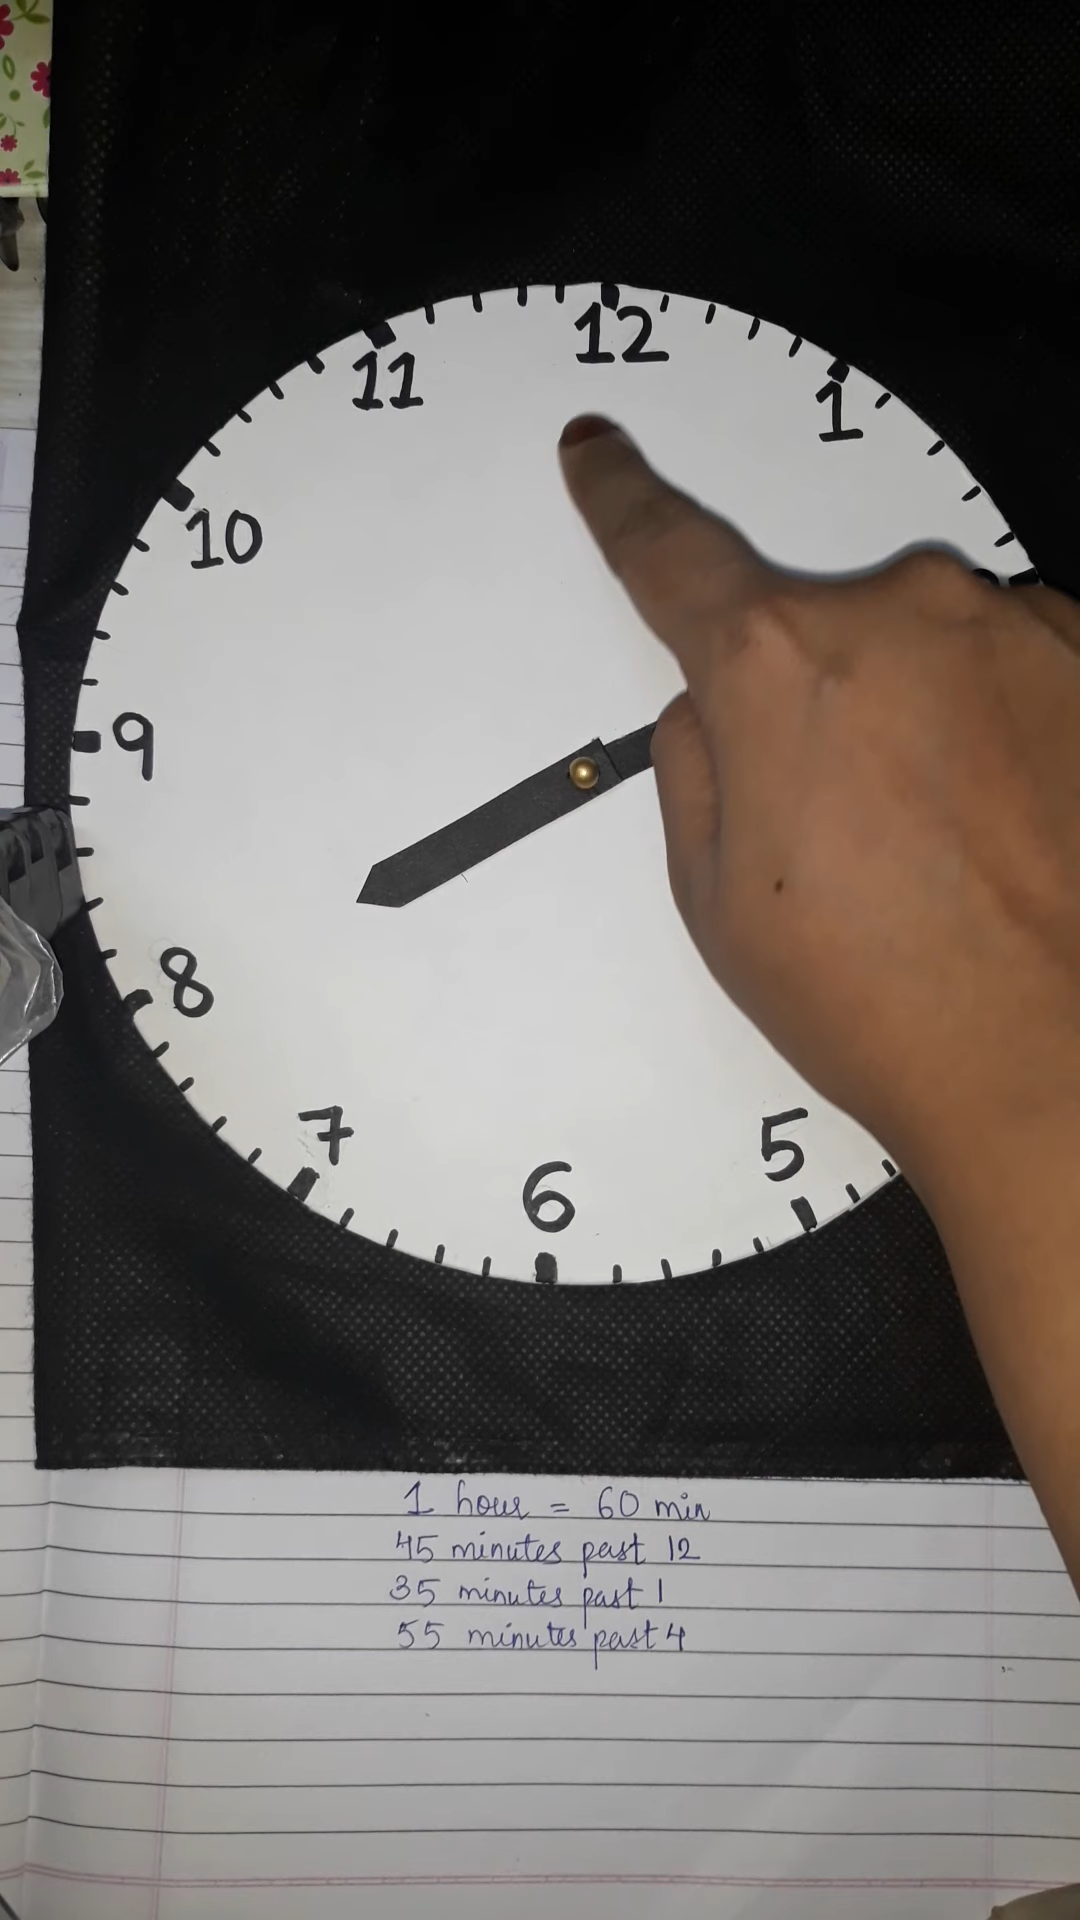 12
11
1
10
9
8
7
5
6
1 hour = 60 min
45 minutes past 12
35 minutes past 1
55 minutes past 4